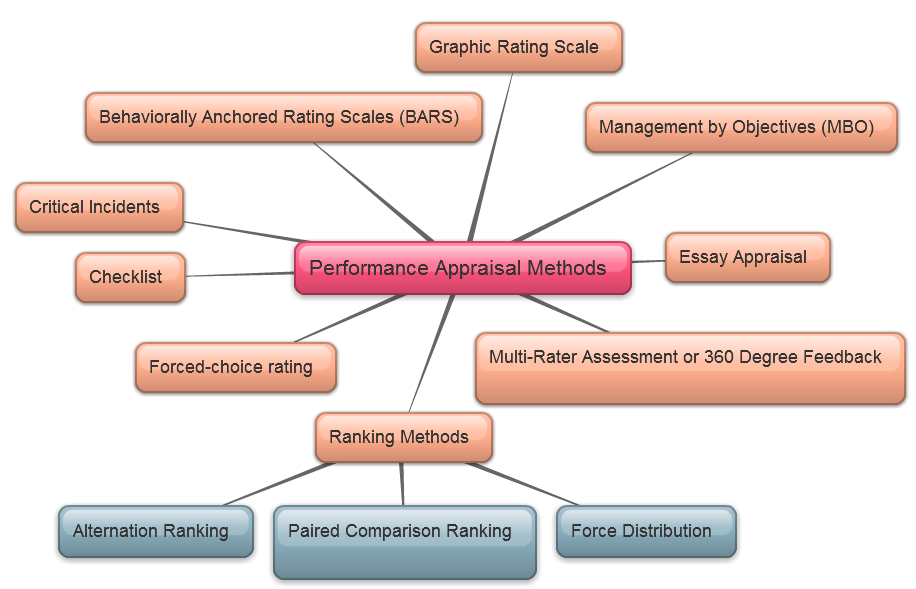 Graphic Rating Scale
Behaviorally Anchored Rating Scales (BARS)
Management by Objectives (MBO)
Critical Incidents
Essay Appraisal
Performance Appraisal Methods
Checklist
Multi-Rater Assessment or 360 Degree Feedback
Forced-choice rating
Ranking Methods
Alternation Ranking
Paired Comparison Ranking
Force Distribution